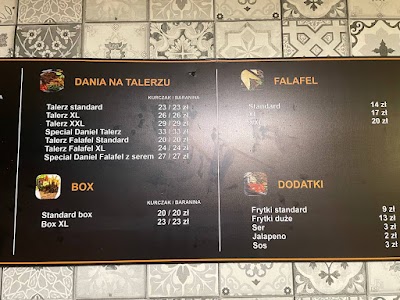 DANIA NA TALERZU
KURCZAK / BARANINA
Talerz standard 23 / 23 zł
Talerz XL 26 / 26 zł
Talerz XXL 29 / 29 zł
Special Daniel Talerz 33 / 33 zł
Talerz Falafel Standard 20 / 20 zł
Talerz Falafel XL 24 / 24 zł
Special Daniel Falafel z serem 27 / 27 zł
BOX
KURCZAK / BARANINA
Standard box 20 / 20 zł
Box XL 23 / 23 zł
FALAFEL
Standard 14 zł
17 zł
20 zł
DODATKI
Frytki standard 9 zł
Frytki duże 13 zł
Ser 3 zł
Jalapeno 2 zł
Sos 3 zł